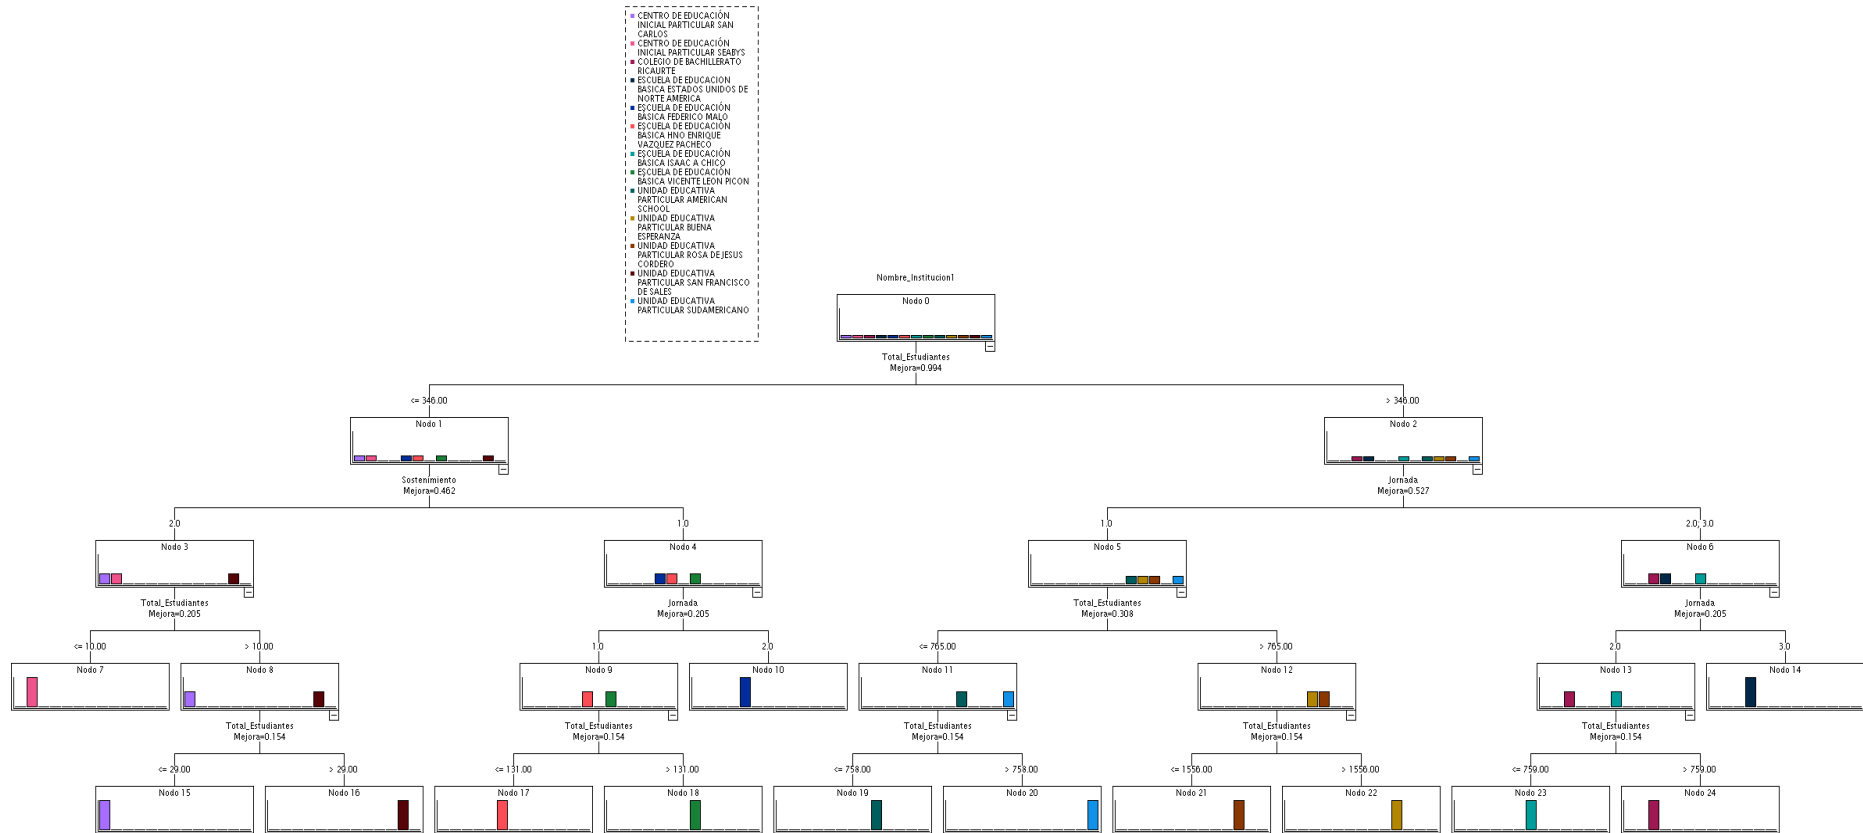 CENTRO DE EDUCACIÓN
INICIAL PARTICULAR SAN
CARLOS
CENTRO DE EDUCACIÓN
INICIAL PARTICULAR SEABYS
COLEGIO DE BACHILLERATO
RICAURTE
ESCUELA DE EDUCACION
BASICA ESTADOS UNIDOS DE
NORTE AMERICA
ESCUELA DE EDUCACIÓN
BÁSICA FEDERICO MALO
ESCUELA DE EDUCACIÓN
BASICA HNO ENRIQUE
VAZQUEZ PACHECO
ESCUELA DE EDUCACIÓN
BÁSICA ISAAC A CHICO
ESCUELA DE EDUCACIÓN
BÁSICA VICENTE LEON PICON
UNIDAD EDUCATIVA
PARTICULAR AMERICAN
SCHOOL
UNIDAD EDUCATIVA
PARTICULAR BUENA
ESPERANZA
UNIDAD EDUCATIVA
PARTICULAR ROSA DE JESUS
CORDERO
UNIDAD EDUCATIVA
PARTICULAR SAN FRANCISCO
DE SALES
UNIDAD EDUCATIVA
PARTICULAR SUDAMERICANO
Nombre_Institucion1
Nodo 0
Total_Estudiantes
Mejora=0.994
<= 346.00
> 346.00
Nodo 1
Nodo 2
Sostenimiento
Mejora=0.462
Jornada
Mejora=0.527
2.0
1.0
1.0
2.0; 3.0
Nodo 3
Nodo 4
Nodo 5
Nodo 6
Total_Estudiantes
Mejora=0.205
Jornada
Mejora=0.205
Total_Estudiantes
Mejora=0.308
Jornada
Mejora=0.205
<= 10.00
> 10.00
1.0
2.0
<= 765.00
> 765.00
2.0
3.0
Nodo 7
Nodo 8
Nodo 9
Nodo 10
Nodo 11
Nodo 12
Nodo 13
Nodo 14
Total_Estudiantes
Mejora=0.154
Total_Estudiantes
Mejora=0.154
Total_Estudiantes
Mejora=0.154
Total_Estudiantes
Mejora=0.154
Total_Estudiantes
Mejora=0.154
<= 29.00
> 29.00
<= 131.00
> 131.00
<= 758.00
> 758.00
<= 1556.00
> 1556.00
<= 759.00
> 759.00
Nodo 15
Nodo 16
Nodo 17
Nodo 18
Nodo 19
Nodo 20
Nodo 21
Nodo 22
Nodo 23
Nodo 24